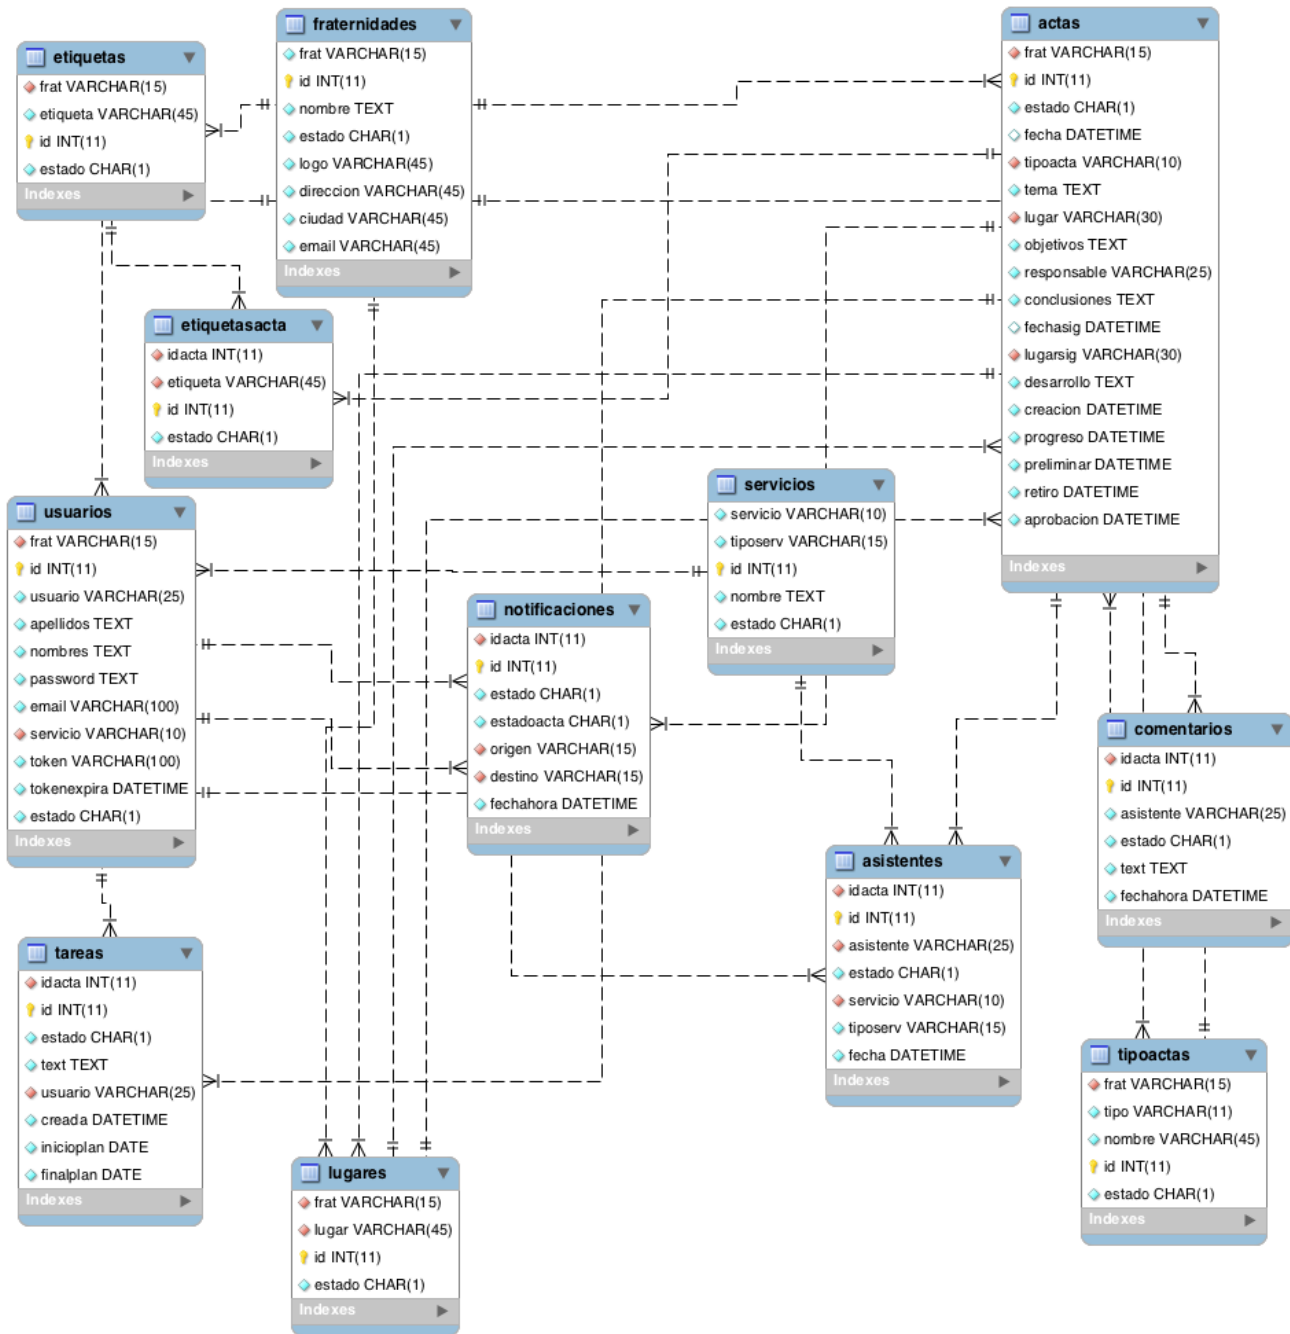 etiquetas
frat VARCHAR(15)
etiqueta VARCHAR(45)
id INT(11)
estado CHAR(1)
Indexes
fraternidades
frat VARCHAR(15)
id INT(11)
nombre TEXT
estado CHAR(1)
logo VARCHAR(45)
direccion VARCHAR(45)
ciudad VARCHAR(45)
email VARCHAR(45)
Indexes
actas
frat VARCHAR(15)
id INT(11)
estado CHAR(1)
fecha DATETIME
tipoacta VARCHAR(10)
tema TEXT
lugar VARCHAR(30)
objetivos TEXT
responsable VARCHAR(25)
conclusiones TEXT
fechasig DATETIME
lugarsig VARCHAR(30)
desarrollo TEXT
creacion DATETIME
progreso DATETIME
preliminar DATETIME
retiro DATETIME
aprobacion DATETIME
Indexes
etiquetasacta
idacta INT(11)
etiqueta VARCHAR(45)
id INT(11)
estado CHAR(1)
Indexes
usuarios
frat VARCHAR(15)
id INT(11)
usuario VARCHAR(25)
apellidos TEXT
nombres TEXT
password TEXT
email VARCHAR(100)
servicio VARCHAR(10)
token VARCHAR(100)
tokenexpira DATETIME
estado CHAR(1)
Indexes
servicios
servicio VARCHAR(10)
tiposerv VARCHAR(15)
id INT(11)
nombre TEXT
estado CHAR(1)
Indexes
notificaciones
idacta INT(11)
id INT(11)
estado CHAR(1)
estadoacta CHAR(1)
origen VARCHAR(15)
destino VARCHAR(15)
fechahora DATETIME
Indexes
comentarios
idacta INT(11)
id INT(11)
asistente VARCHAR(25)
estado CHAR(1)
text TEXT
fechahora DATETIME
Indexes
asistentes
idacta INT(11)
id INT(11)
asistente VARCHAR(25)
estado CHAR(1)
servicio VARCHAR(10)
tiposerv VARCHAR(15)
fecha DATETIME
Indexes
tareas
idacta INT(11)
id INT(11)
estado CHAR(1)
text TEXT
usuario VARCHAR(25)
creada DATETIME
inicioplan DATE
finalplan DATE
Indexes
tipoactas
frat VARCHAR(15)
tipo VARCHAR(11)
nombre VARCHAR(45)
id INT(11)
estado CHAR(1)
Indexes
lugares
frat VARCHAR(15)
lugar VARCHAR(45)
id INT(11)
estado CHAR(1)
Indexes